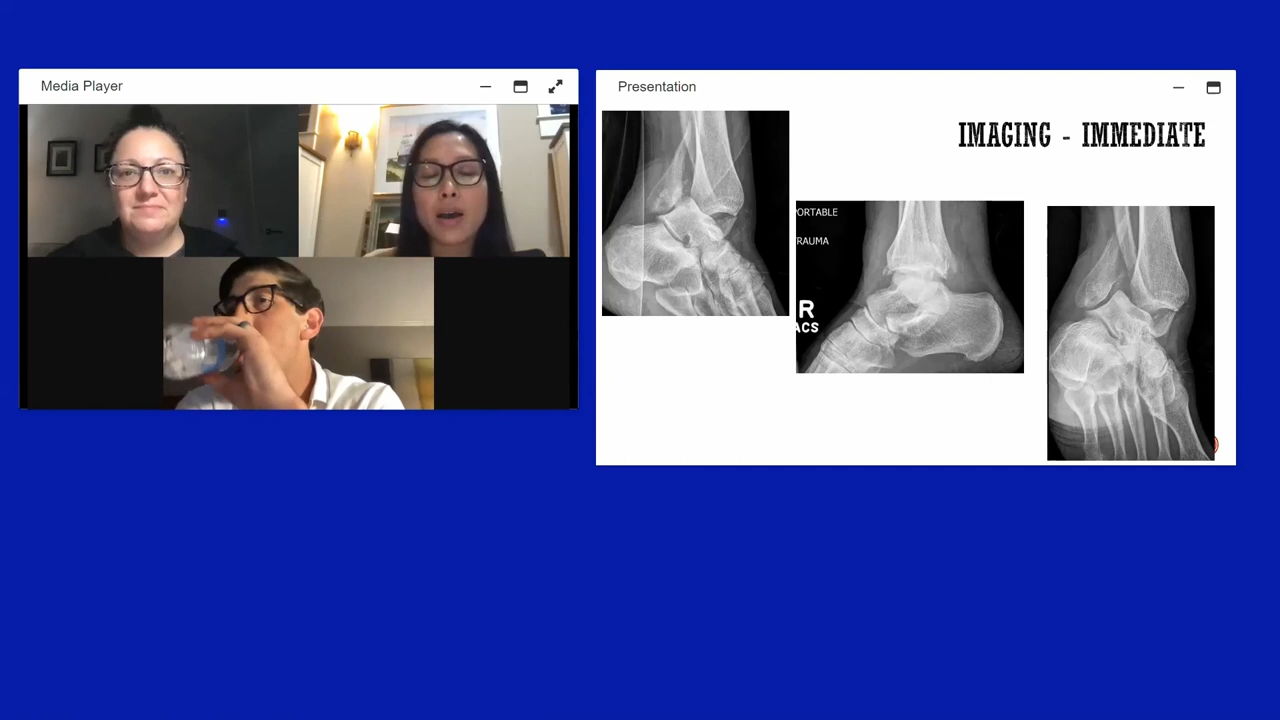 Media Player
Presentation
IMAGING - IMMEDIATE
ORTABLE
RAUMA
R
ACS